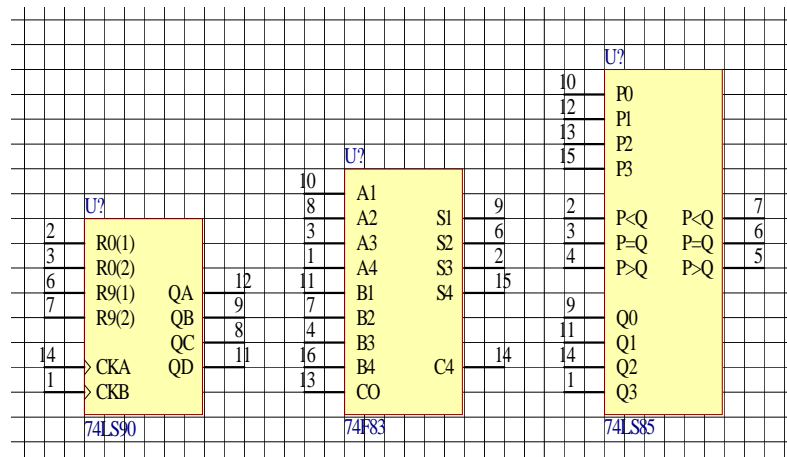 U?
2 R0(1)
3 R0(2)
6 R9(1) QA 12
7 R9(2) QB 9
QC 8
14 CKA QD 11
1 CKB
74LS90
U?
10 A1
8 A2 S1 9
3 A3 S2 6
1 A4 S3 2
11 B1 S4 15
7 B2
4 B3
16 B4 C4 14
13 CO
74F83
U?
10 P0
12 P1
13 P2
15 P3
2 P<Q P<Q 7
3 P=Q P=Q 6
4 P>Q P>Q 5
9 Q0
11 Q1
14 Q2
1 Q3
74LS85